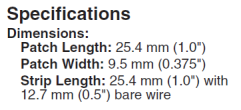 Specifications
Dimensions:
Patch Length: 25.4 mm (1.0")
Patch Width: 9.5 mm (0.375")
Strip Length: 25.4 mm (1.0") with
12.7 mm (0.5") bare wire